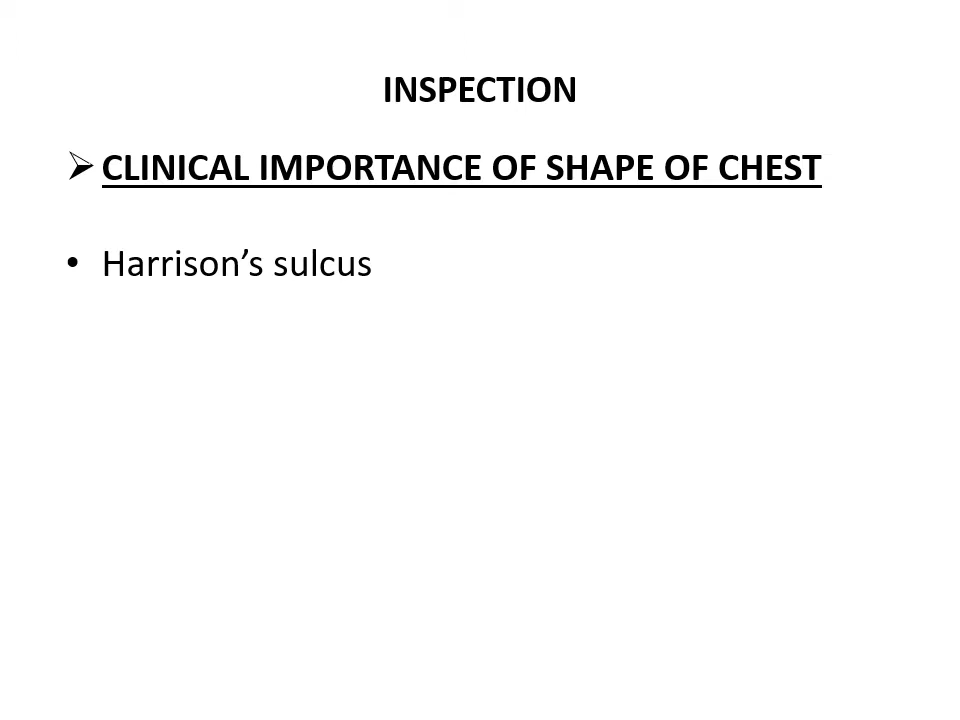 INSPECTION
➢ CLINICAL IMPORTANCE OF SHAPE OF CHEST
• Harrison’s sulcus